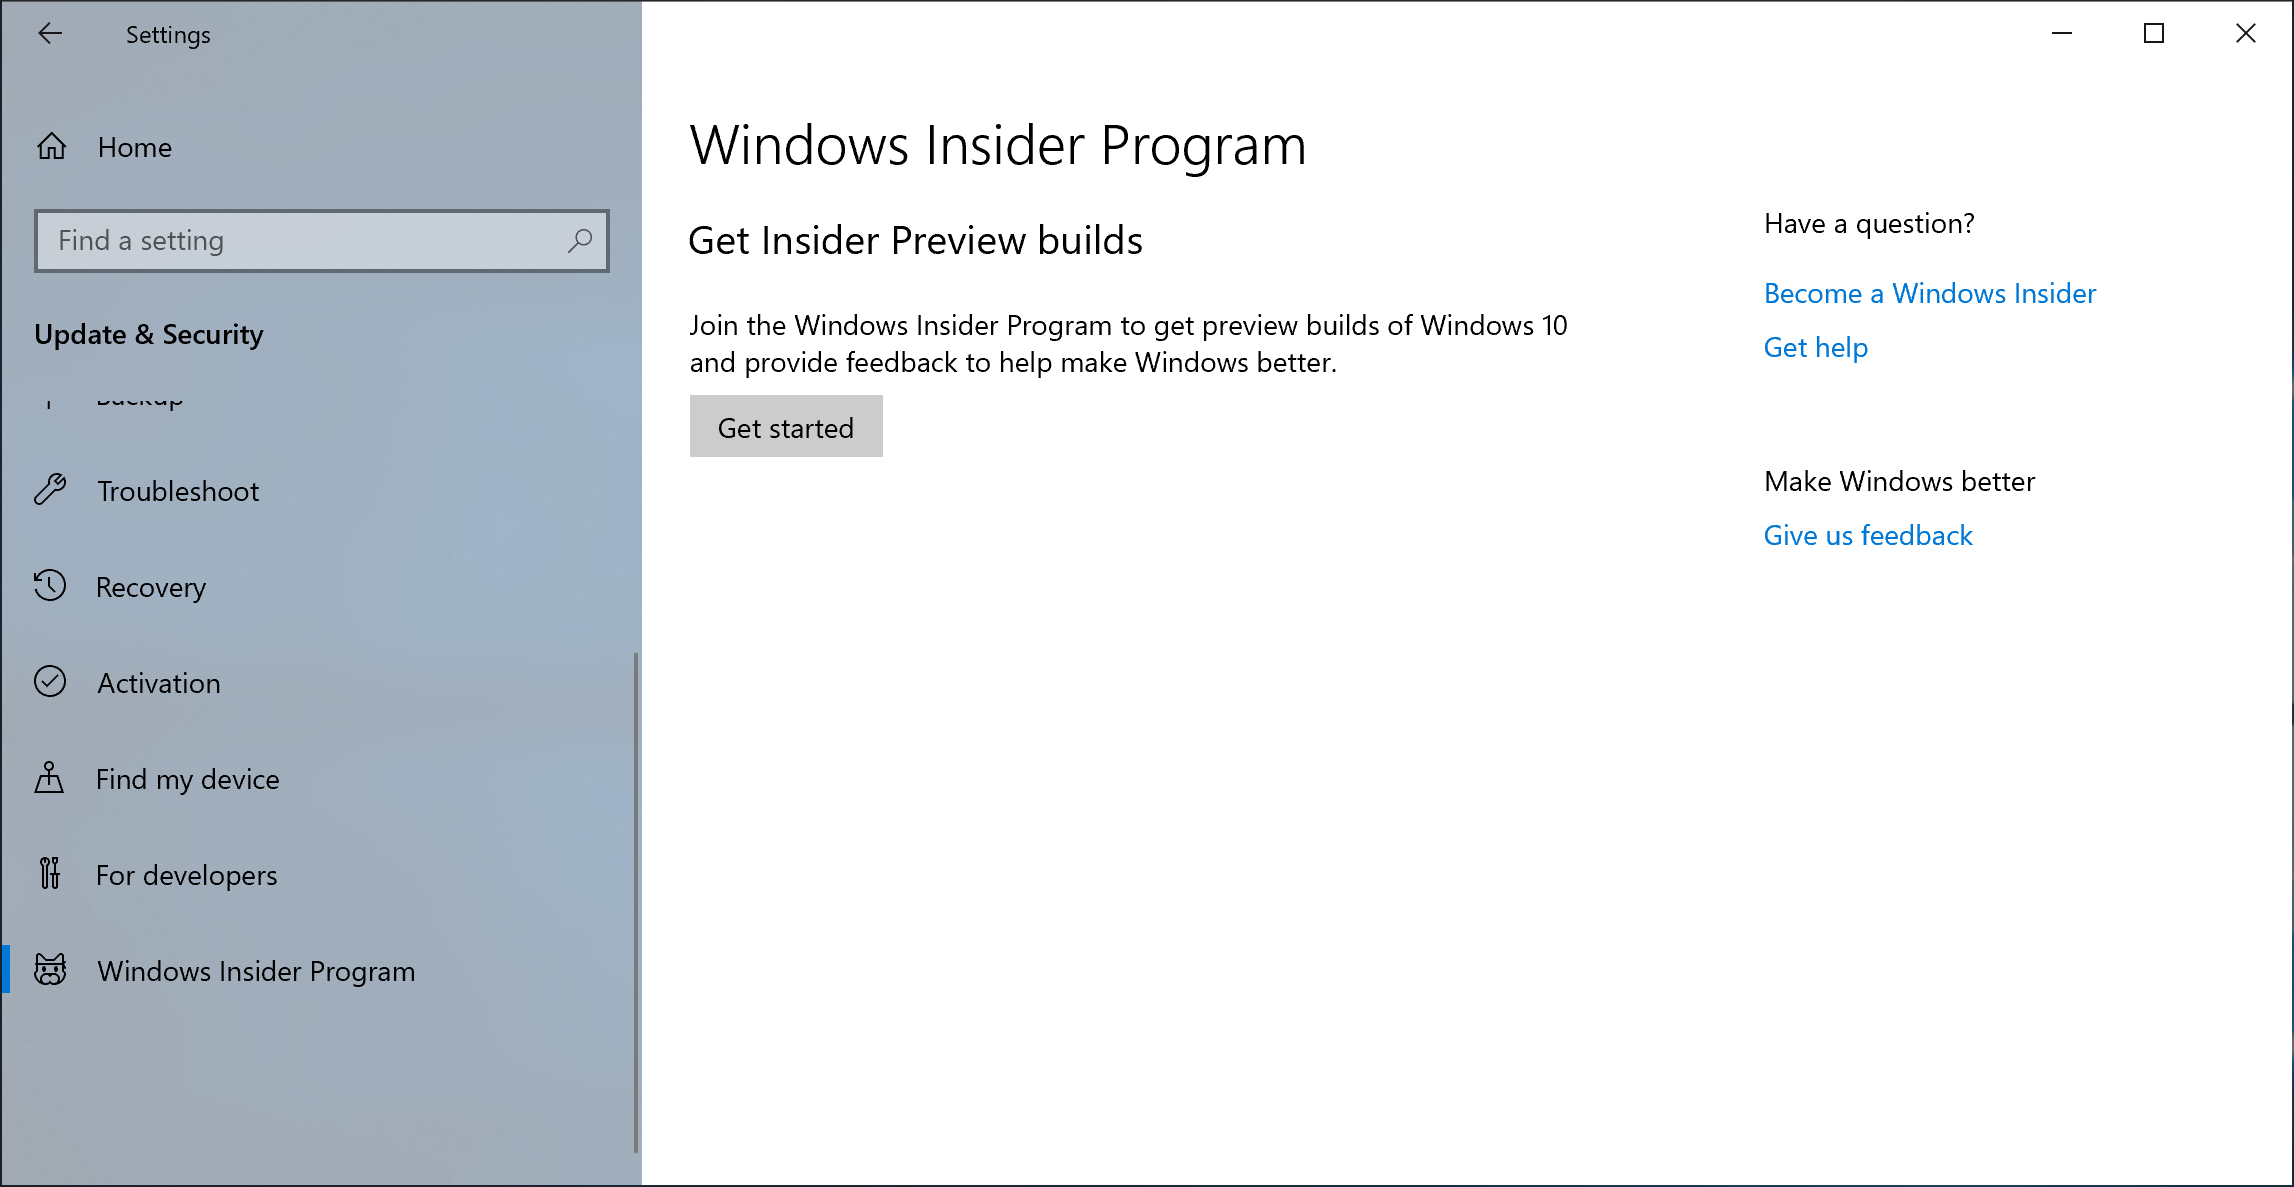 Settings
Home
Find a setting
Update & Security
Backup
Troubleshoot
Recovery
Activation
Find my device
For developers
Windows Insider Program
Windows Insider Program
Get Insider Preview builds
Join the Windows Insider Program to get preview builds of Windows 10
and provide feedback to help make Windows better.
Get started
Have a question?
Become a Windows Insider
Get help
Make Windows better
Give us feedback